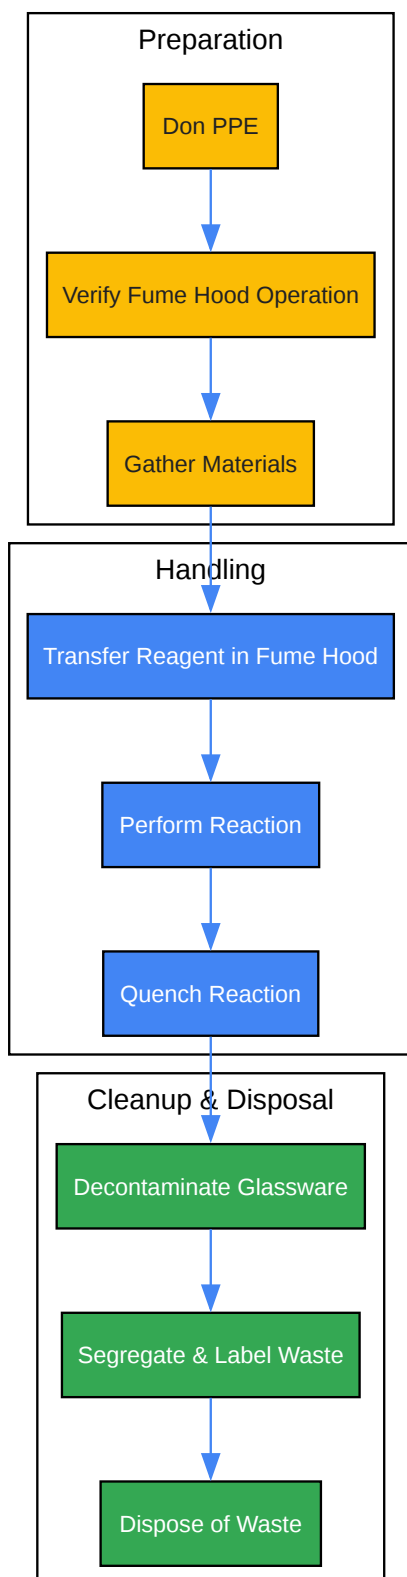 Preparation
Don PPE
Verify Fume Hood Operation
Gather Materials
Handling
Transfer Reagent in Fume Hood
Perform Reaction
Quench Reaction
Cleanup & Disposal
Decontaminate Glassware
Segregate & Label Waste
Dispose of Waste